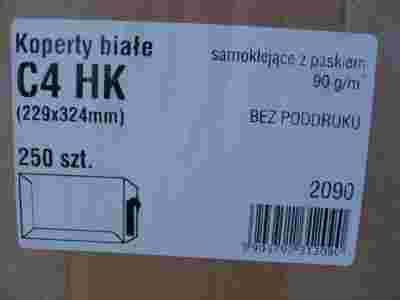 Koperty białe
C4 HK
(229x324mm)
250 szt.
samoklejące z paskiem
90 g/m²
BEZ PODDRUKU
2090